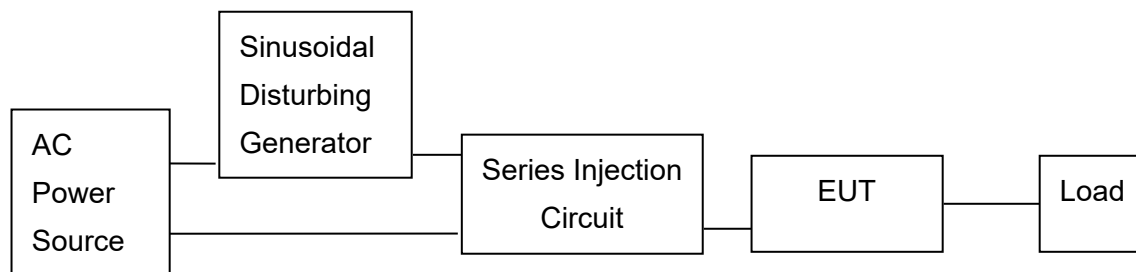 Sinusoidal
Disturbing
Generator
AC
Power
Source
Series Injection
Circuit
EUT
Load